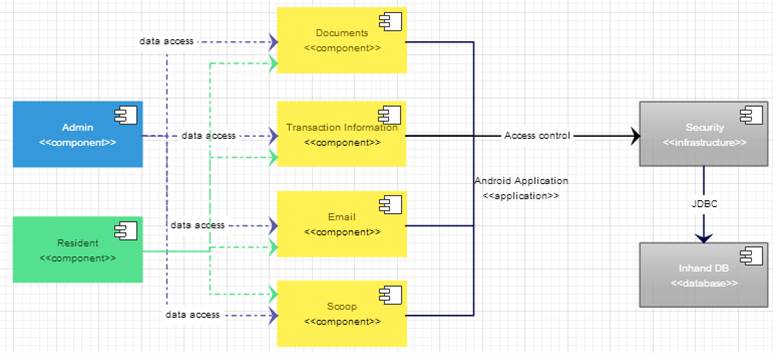 Documents
<<component>>
data access
Admin
<<component>>
data access
Transaction Information
<<component>>
Access control
Security
<<infrastructure>>
Android Application
<<application>>
JDBC
Resident
<<component>>
data access
Email
<<component>>
Inhand DB
<<database>>
data access
Scoop
<<component>>